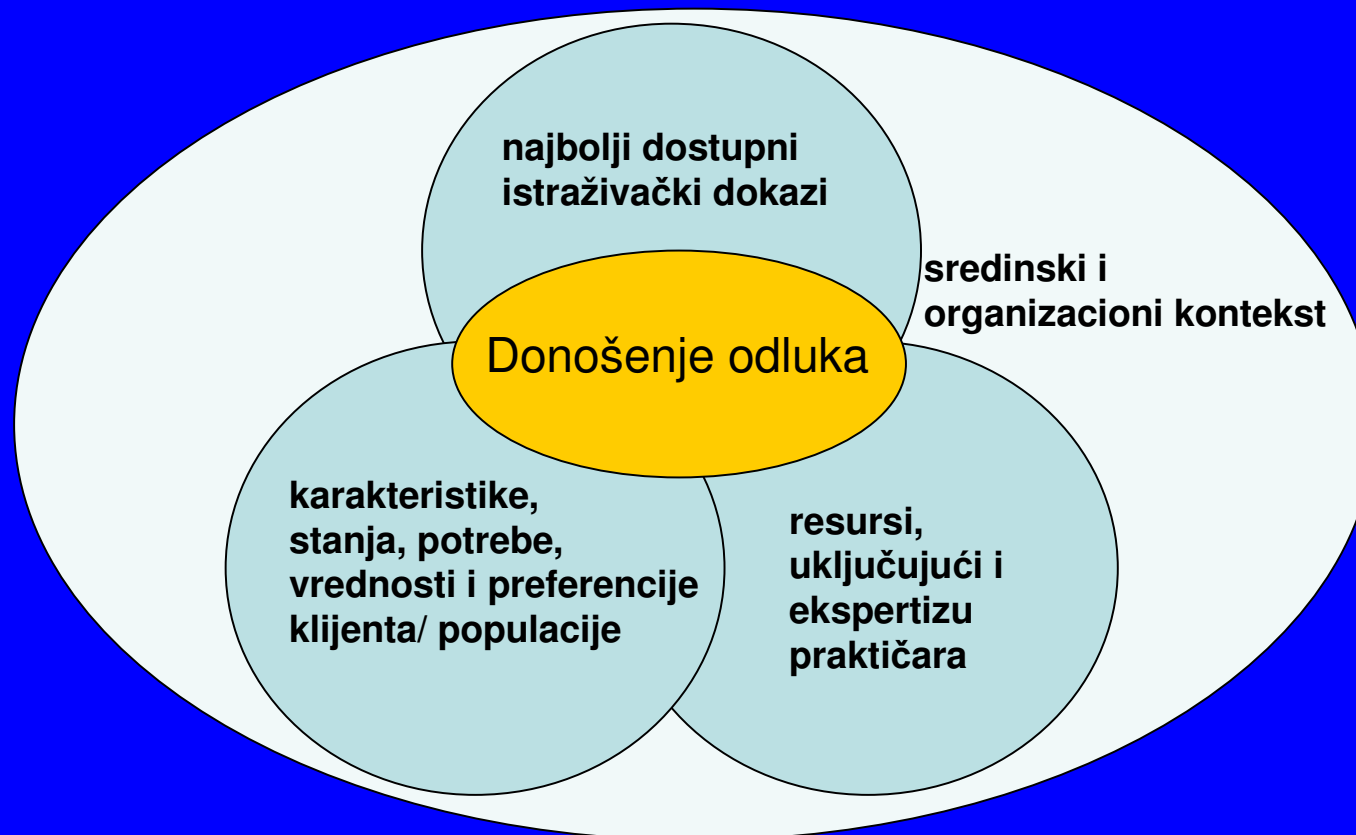 najbolji dostupni
istraživački dokazi
sredinski i
organizacioni kontekst
Donošenje odluka
karakteristike,
stanja, potrebe,
vrednosti i preferencije
klijenta/ populacije
resursi,
uključujući i
ekspertizu
praktičara